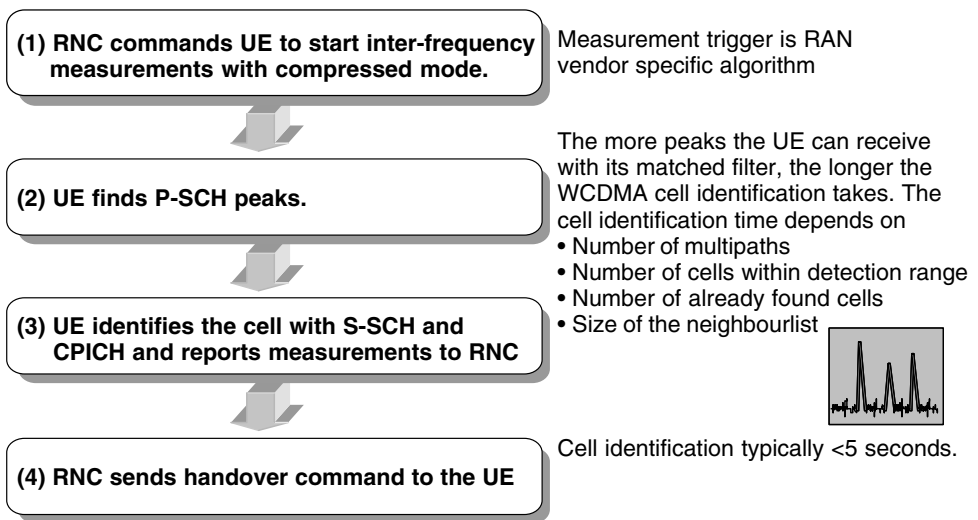 (1) RNC commands UE to start inter-frequency
measurements with compressed mode.
Measurement trigger is RAN
vendor specific algorithm
(2) UE finds P-SCH peaks.
The more peaks the UE can receive
with its matched filter, the longer the
WCDMA cell identification takes. The
cell identification time depends on
• Number of multipaths
• Number of cells within detection range
• Number of already found cells
• Size of the neighbourlist
(3) UE identifies the cell with S-SCH and
CPICH and reports measurements to RNC
Cell identification typically <5 seconds.
(4) RNC sends handover command to the UE